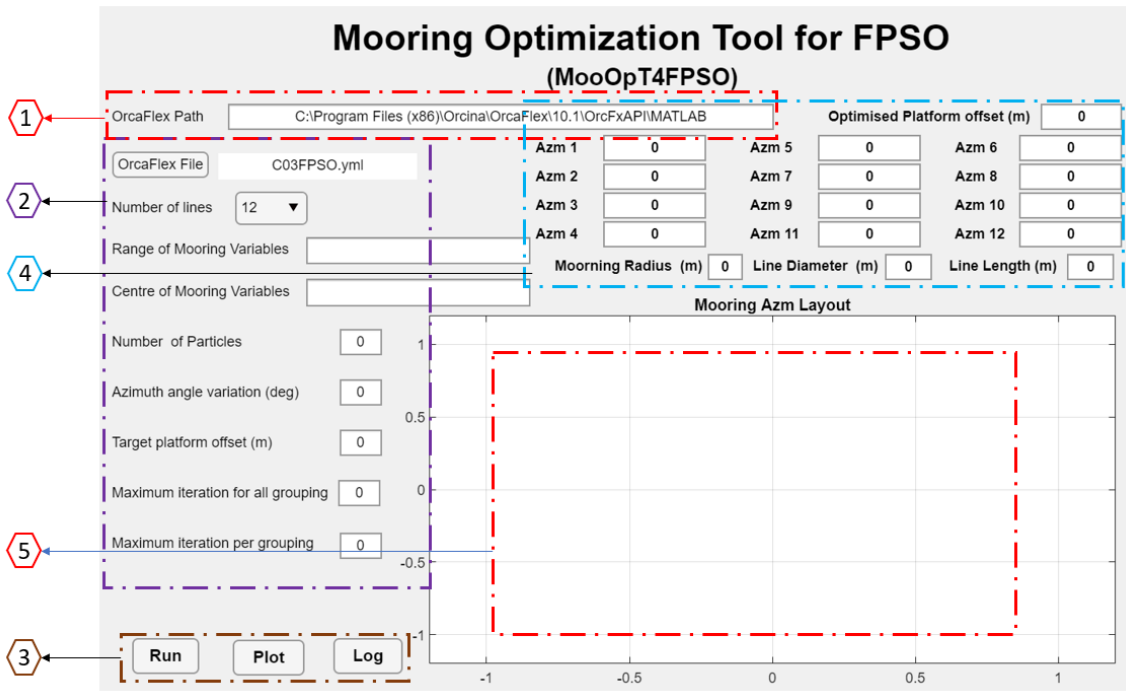 Mooring Optimization Tool for FPSO
(MooOpT4FPSO)
1
OrcaFlex Path C:\Program Files (x86)\Orcina\OrcaFlex\10.1\OrcFxAPI\MATLAB
Optimised Platform offset (m) 0
2
OrcaFlex File C03FPSO.yml
Number of lines 12
Range of Mooring Variables
Centre of Mooring Variables
Number of Particles 0
Azimuth angle variation (deg) 0
Target platform offset (m) 0
Maximum iteration for all grouping 0
Maximum iteration per grouping 0
4
Azm 1 0 Azm 5 0 Azm 6 0
Azm 2 0 Azm 7 0 Azm 8 0
Azm 3 0 Azm 9 0 Azm 10 0
Azm 4 0 Azm 11 0 Azm 12 0
Moorning Radius (m) 0 Line Diameter (m) 0 Line Length (m) 0
5
Mooring Azm Layout
1
0.5
0
-0.5
-1
-1 -0.5 0 0.5 1
3
Run Plot Log